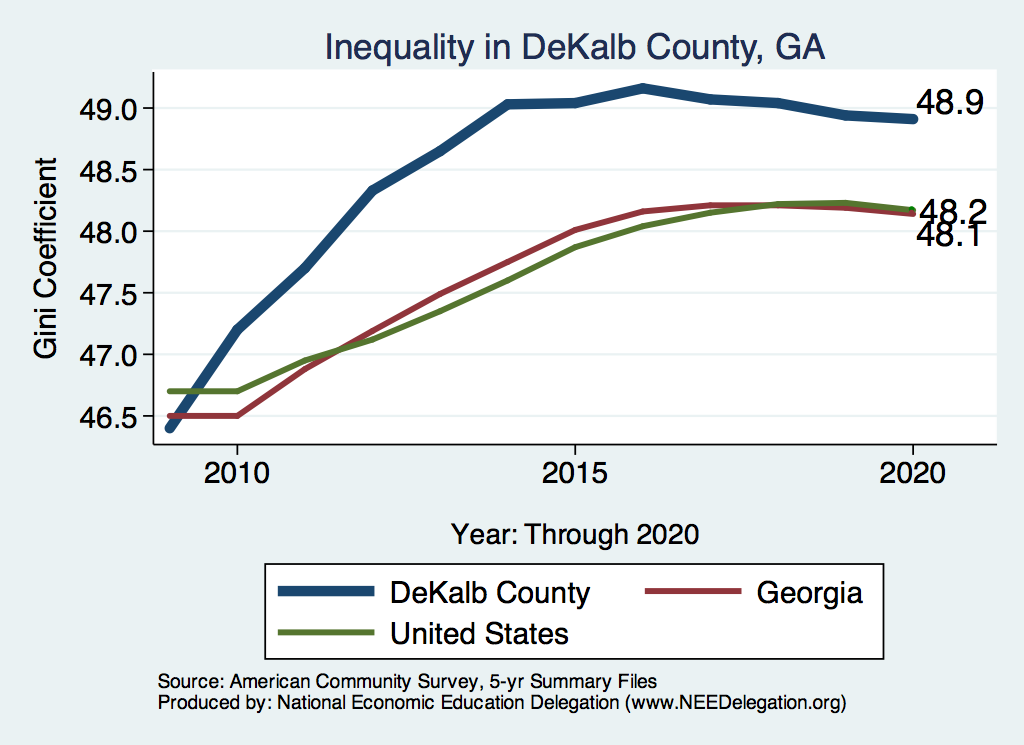 Inequality in DeKalb County, GA
Gini Coefficient
49.0
48.5
48.0
47.5
47.0
46.5
48.9
48.2
48.1
2010 2015 2020
Year: Through 2020
DeKalb County Georgia
United States
Source: American Community Survey, 5-yr Summary Files
Produced by: National Economic Education Delegation (www.NEEDelegation.org)